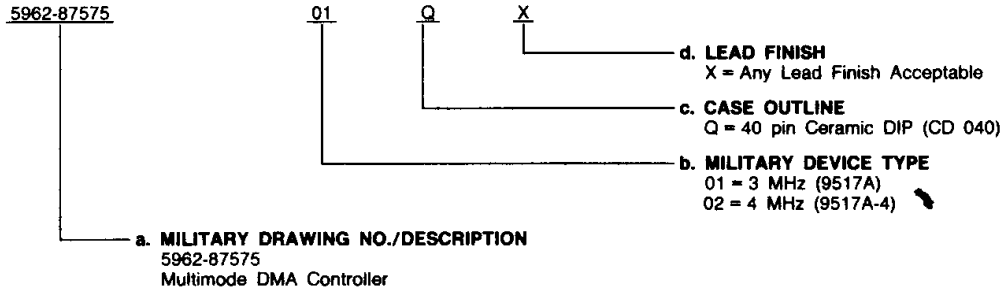 5962-87575 01 Q X
d. LEAD FINISH
X = Any Lead Finish Acceptable
c. CASE OUTLINE
Q = 40 pin Ceramic DIP (CD 040)
b. MILITARY DEVICE TYPE
01 = 3 MHz (9517A)
02 = 4 MHz (9517A-4)
a. MILITARY DRAWING NO./DESCRIPTION
5962-87575
Multimode DMA Controller